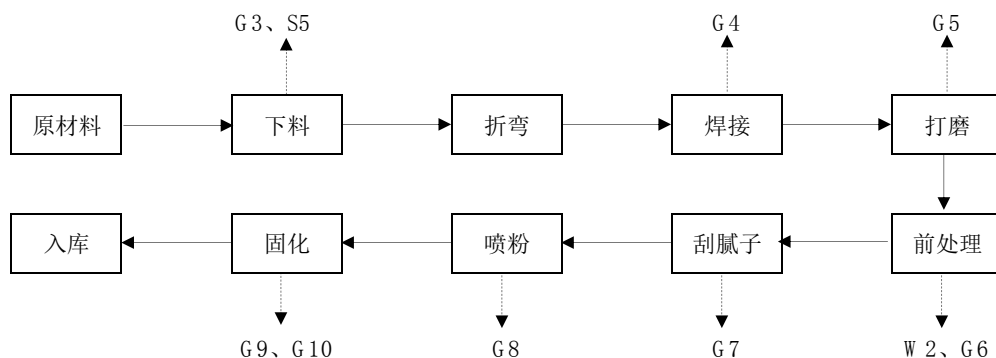 G3、S5
G4
G5
原材料
下料
折弯
焊接
打磨
入库
固化
喷粉
刮腻子
前处理
G9、G10
G8
G7
W2、G6